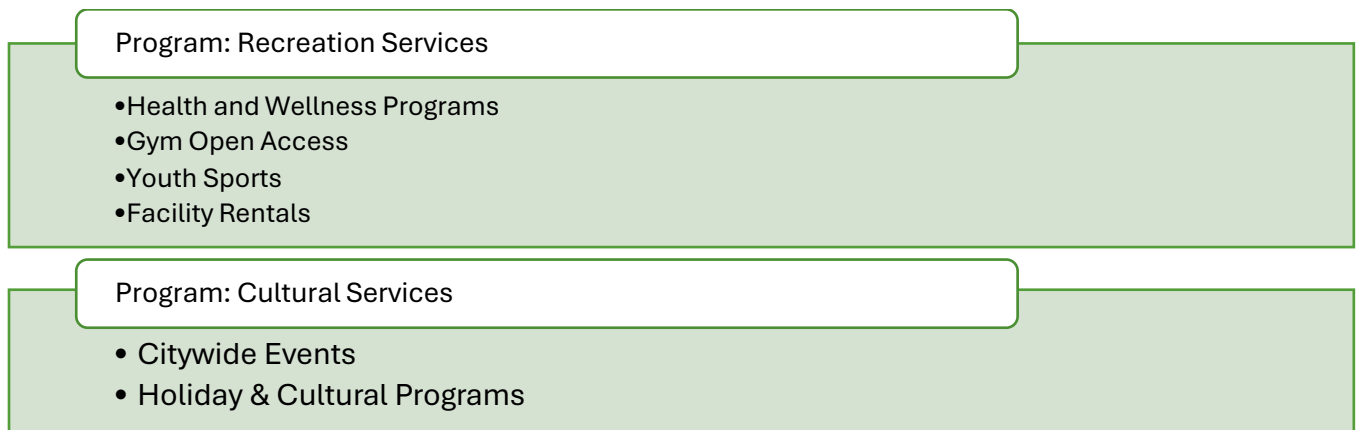 Program: Recreation Services
•Health and Wellness Programs
•Gym Open Access
•Youth Sports
•Facility Rentals
Program: Cultural Services
• Citywide Events
• Holiday & Cultural Programs